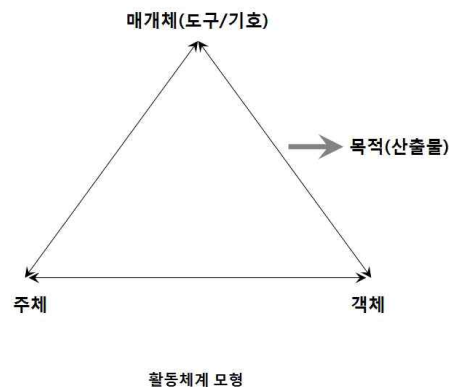 매개체(도구/기호)
목적(산출물)
주체
객체
활동체계 모형